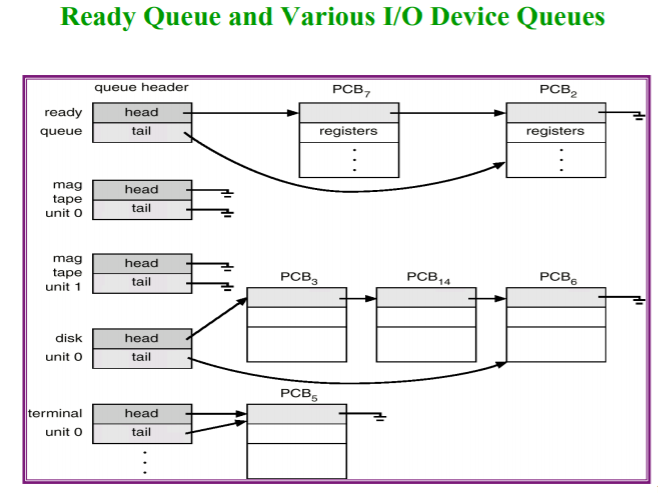 Ready Queue and Various I/O Device Queues
queue header
PCB7
PCB2
ready
queue
head
tail
registers
registers
mag
tape
unit 0
head
tail
mag
tape
unit 1
head
tail
PCB3
PCB14
PCB6
disk
unit 0
head
tail
PCB5
terminal
unit 0
head
tail